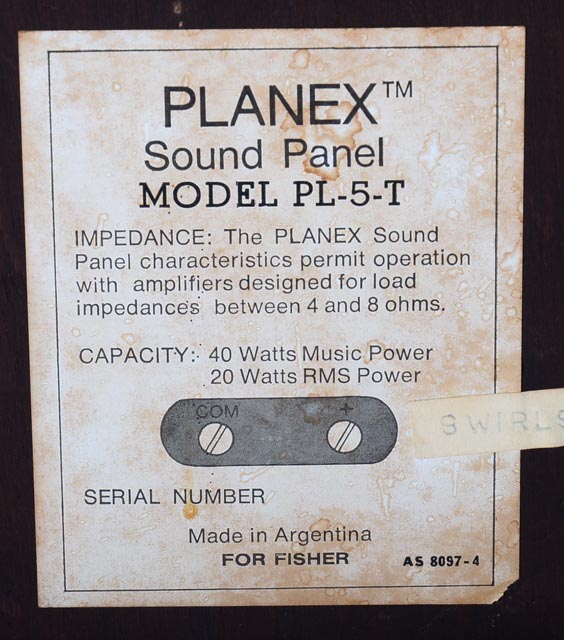 PLANEX™
Sound Panel
MODEL PL-5-T
IMPEDANCE: The PLANEX Sound
Panel characteristics permit operation
with amplifiers designed for load
impedances between 4 and 8 ohms.
CAPACITY: 40 Watts Music Power
20 Watts RMS Power
COM +
SWIRLS
SERIAL NUMBER
Made in Argentina
FOR FISHER
AS 8097-4